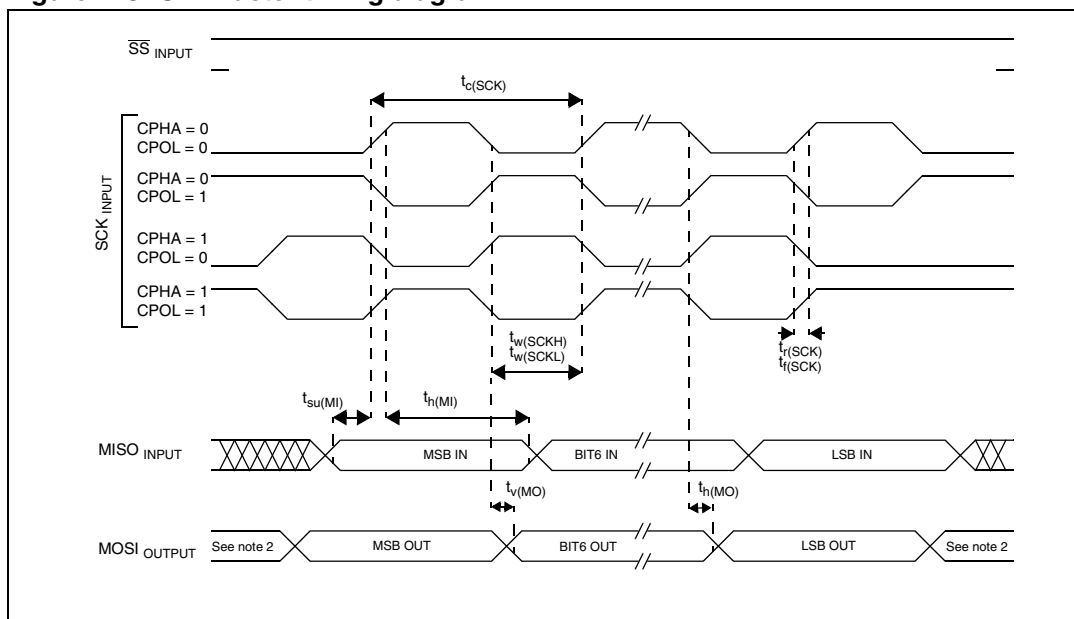 SS INPUT
tc(SCK)
SCK INPUT
CPHA = 0
CPOL = 0
CPHA = 0
CPOL = 1
CPHA = 1
CPOL = 0
CPHA = 1
CPOL = 1
tw(SCKH)
tw(SCKL)
tr(SCK)
tf(SCK)
tsu(MI)
th(MI)
MISO INPUT
MSB IN
BIT6 IN
LSB IN
tv(MO)
th(MO)
MOSI OUTPUT
See note 2
MSB OUT
BIT6 OUT
LSB OUT
See note 2